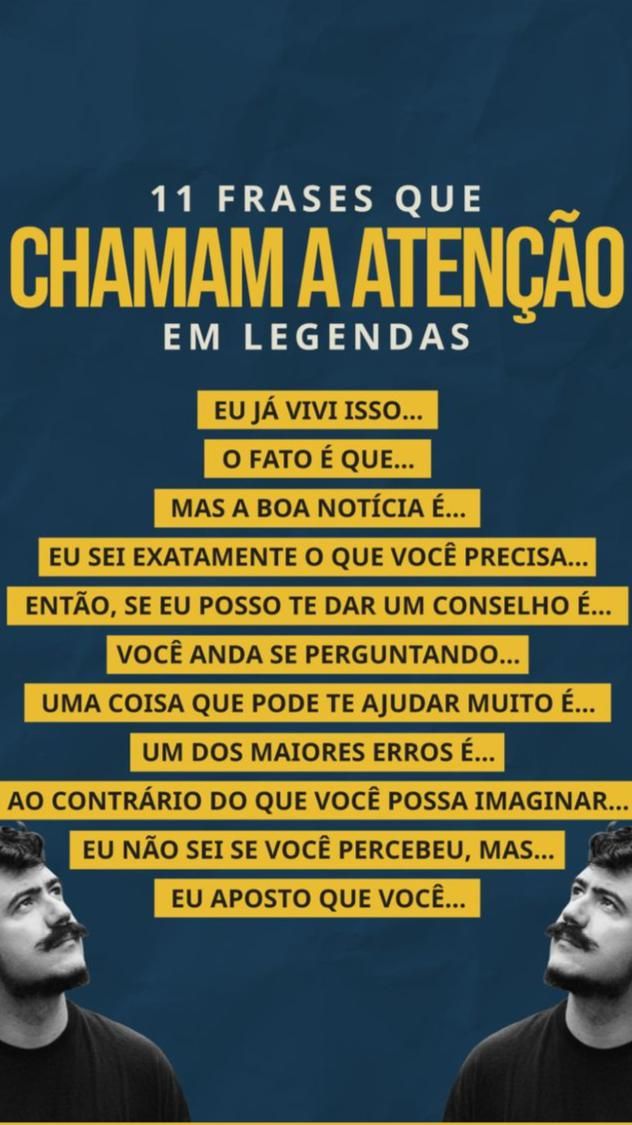 11 FRASES QUE
CHAMAM A ATENÇÃO
EM LEGENDAS
EU JÁ VIVI ISSO...
O FATO É QUE...
MAS A BOA NOTÍCIA É...
EU SEI EXATAMENTE O QUE VOCÊ PRECISA...
ENTÃO, SE EU POSSO TE DAR UM CONSELHO É...
VOCÊ ANDA SE PERGUNTANDO...
UMA COISA QUE PODE TE AJUDAR MUITO É...
UM DOS MAIORES ERROS É...
AO CONTRÁRIO DO QUE VOCÊ POSSA IMAGINAR...
EU NÃO SEI SE VOCÊ PERCEBEU, MAS...
EU APOSTO QUE VOCÊ...